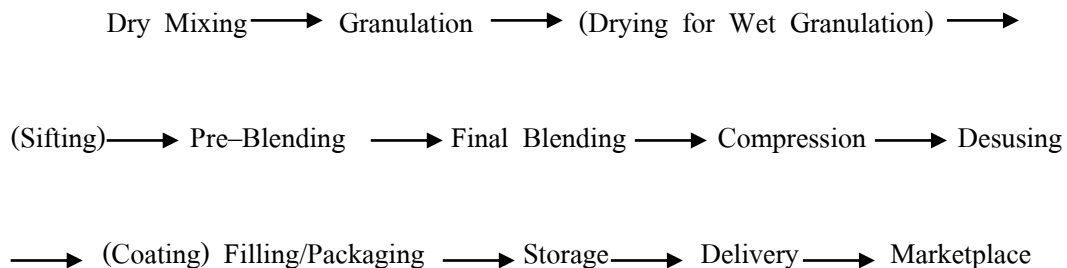 Dry Mixing Granulation (Drying for Wet Granulation)
(Sifting) Pre–Blending Final Blending Compression Desusing
(Coating) Filling/Packaging Storage Delivery Marketplace